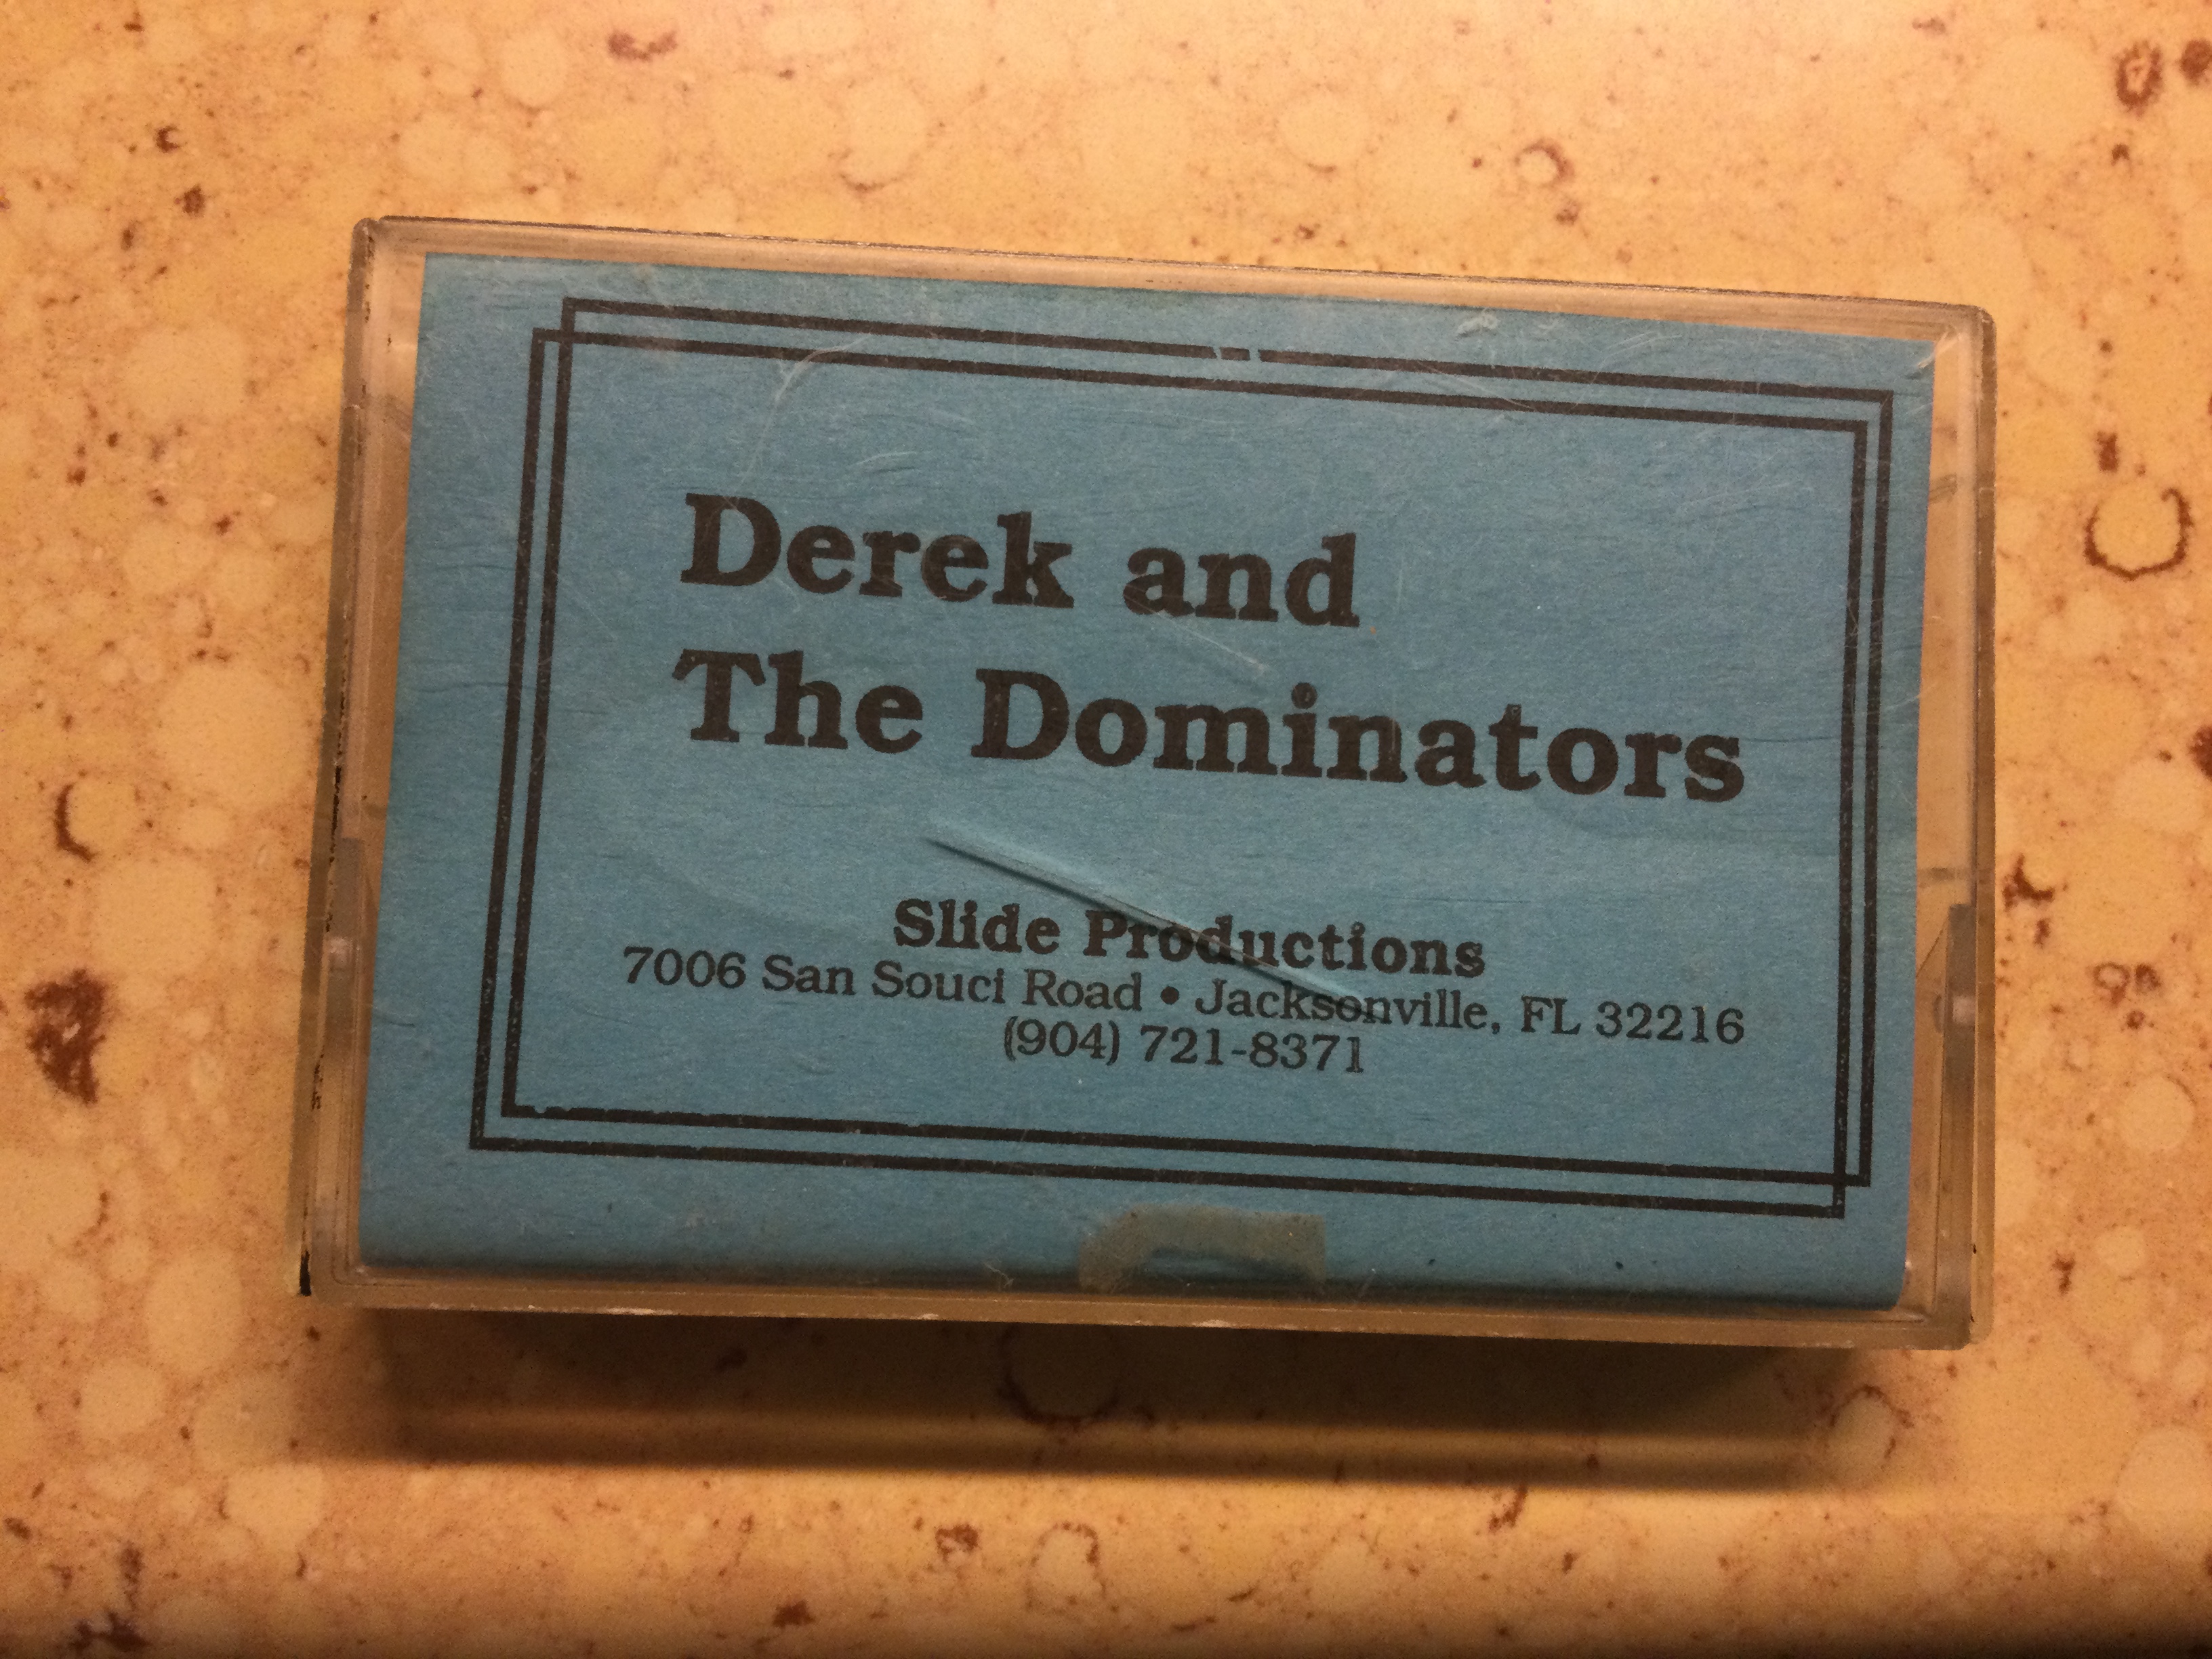 Derek and
The Dominators
Slide Productions
7006 San Souci Road • Jacksonville, FL 32216
(904) 721-8371